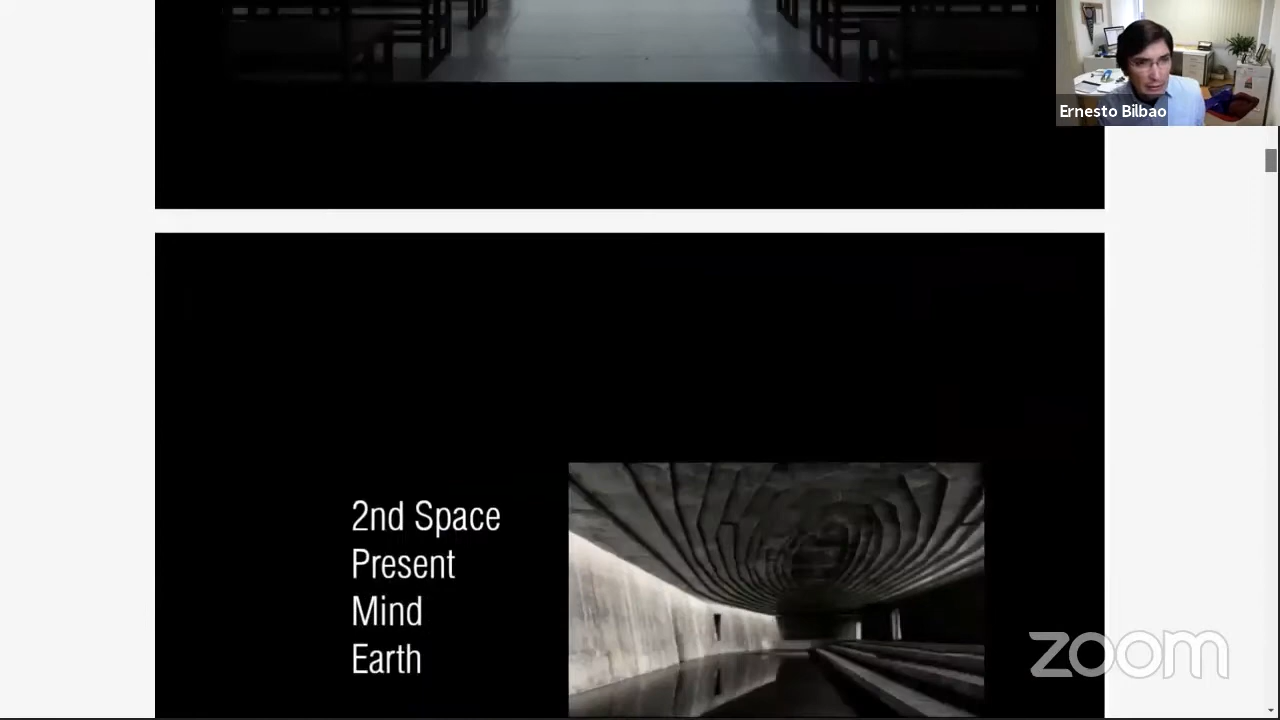 Ernesto Bilbao
2nd Space
Present
Mind
Earth
zoom